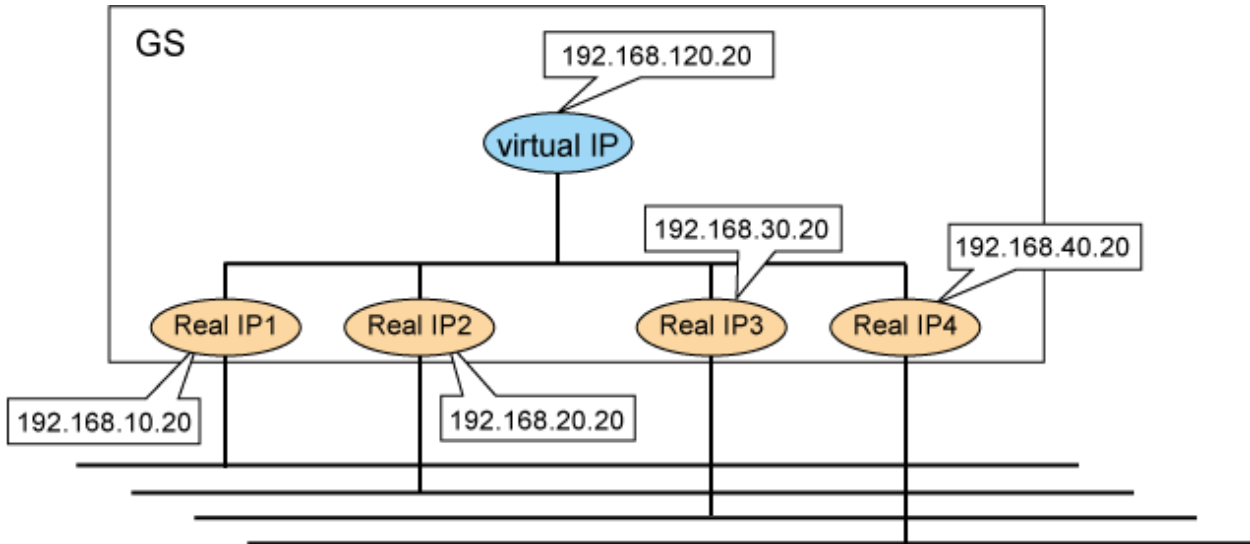 GS
192.168.120.20
virtual IP
192.168.30.20
192.168.40.20
Real IP1
Real IP2
Real IP3
Real IP4
192.168.10.20
192.168.20.20